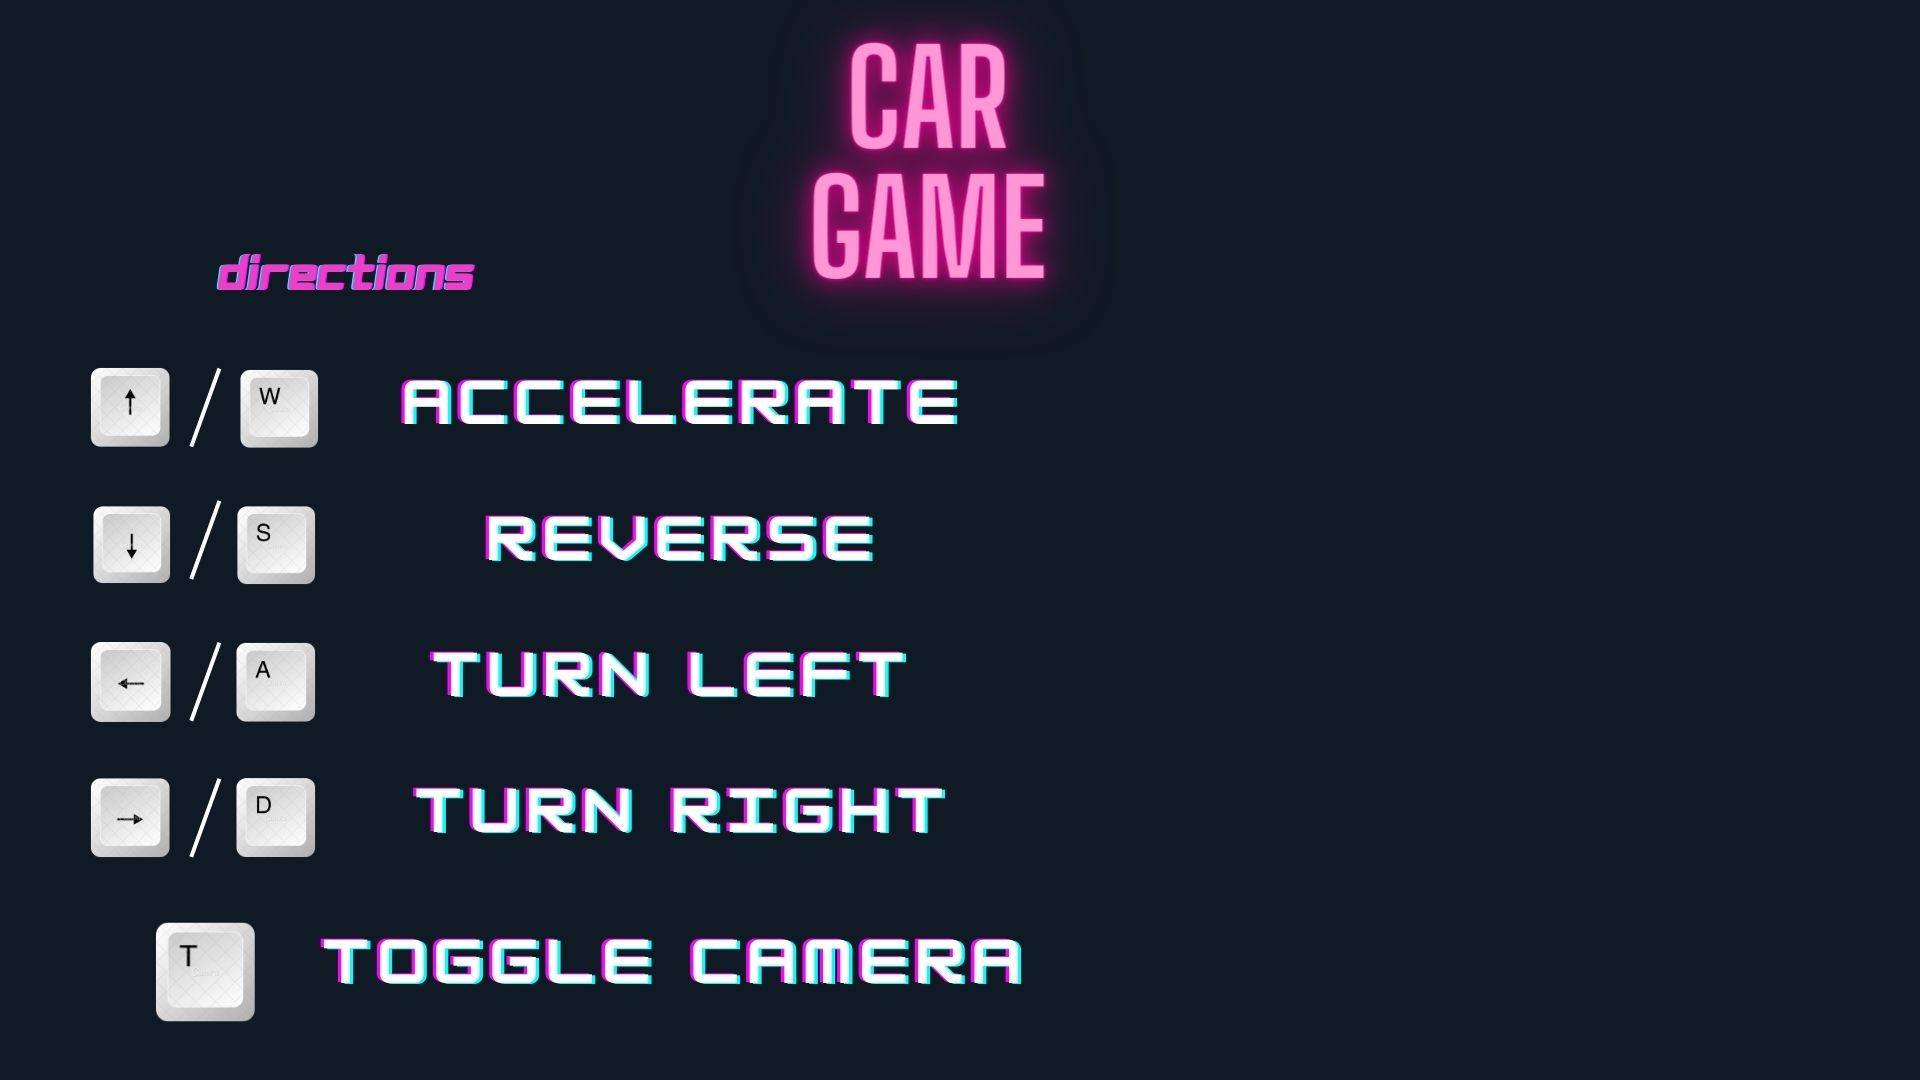 CAR
GAME
directions
↑ / W ACCELERATE
↓ / S REVERSE
← / A TURN LEFT
→ / D TURN RIGHT
T TOGGLE CAMERA